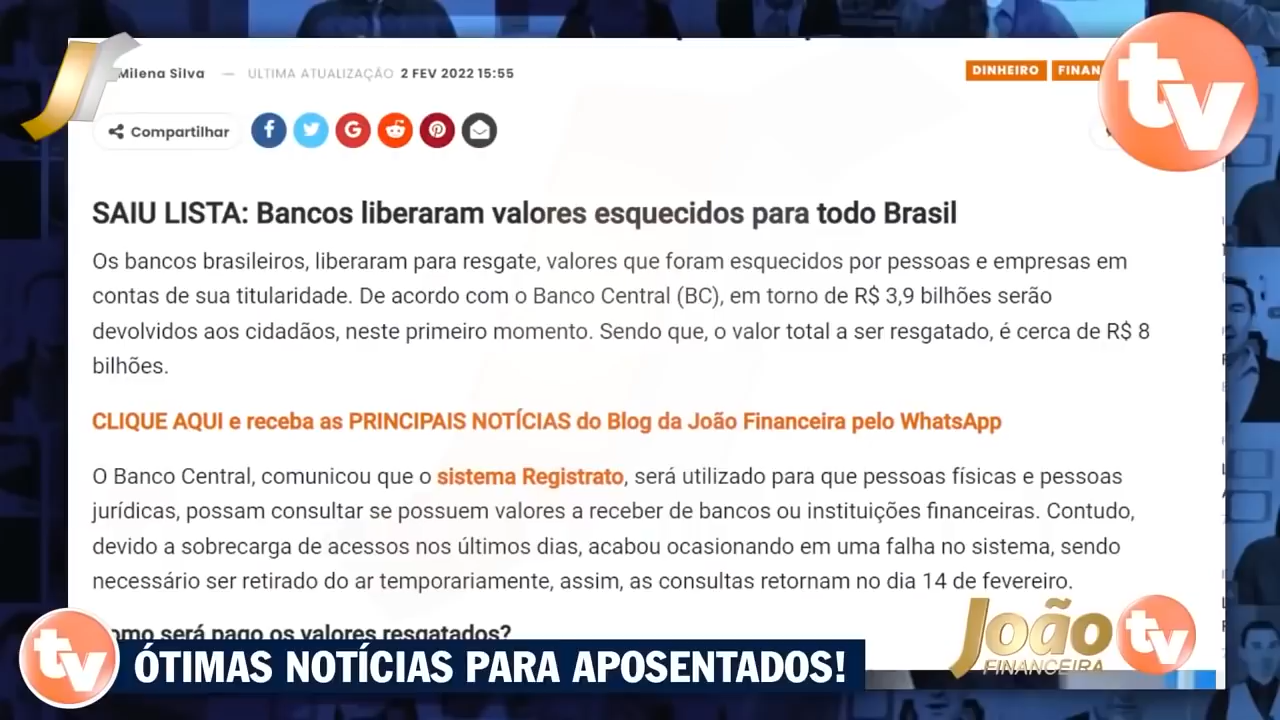 Milena Silva — ULTIMA ATUALIZAÇÃO 2 FEV 2022 15:55
DINHEIRO FINAN
tv
Compartilhar
SAIU LISTA: Bancos liberaram valores esquecidos para todo Brasil
Os bancos brasileiros, liberaram para resgate, valores que foram esquecidos por pessoas e empresas em
contas de sua titularidade. De acordo com o Banco Central (BC), em torno de R$ 3,9 bilhões serão
devolvidos aos cidadãos, neste primeiro momento. Sendo que, o valor total a ser resgatado, é cerca de R$ 8
bilhões.
CLIQUE AQUI e receba as PRINCIPAIS NOTÍCIAS do Blog da João Financeira pelo WhatsApp
O Banco Central, comunicou que o sistema Registrato, será utilizado para que pessoas físicas e pessoas
jurídicas, possam consultar se possuem valores a receber de bancos ou instituições financeiras. Contudo,
devido a sobrecarga de acessos nos últimos dias, acabou ocasionando em uma falha no sistema, sendo
necessário ser retirado do ar temporariamente, assim, as consultas retornam no dia 14 de fevereiro.
omo será pago os valores resgatados?
tv ÓTIMAS NOTÍCIAS PARA APOSENTADOS!
João tv
FINANCEIRA